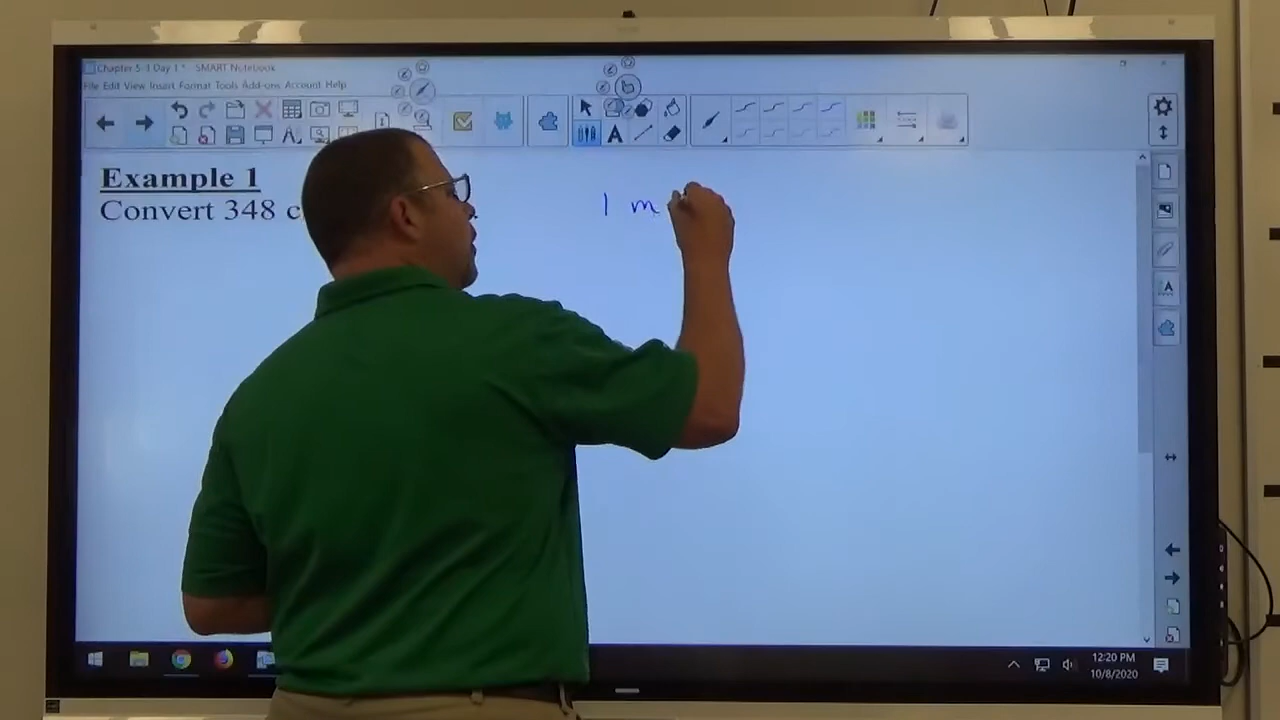 Chapter 5-1 Day 1 * - SMART Notebook
File Edit View Insert Format Tools Add-ons Account Help
Example 1
Convert 348 c
1 m
12:20 PM
10/8/2020